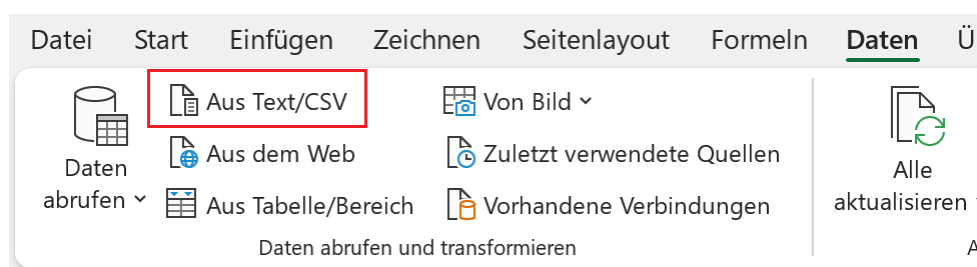 Datei Start Einfügen Zeichnen Seitenlayout Formeln Daten Ü
Aus Text/CSV
Von Bild
Aus dem Web
Zuletzt verwendete Quellen
Aus Tabelle/Bereich
Vorhandene Verbindungen
Daten
abrufen
Alle
aktualisieren
Daten abrufen und transformieren
A